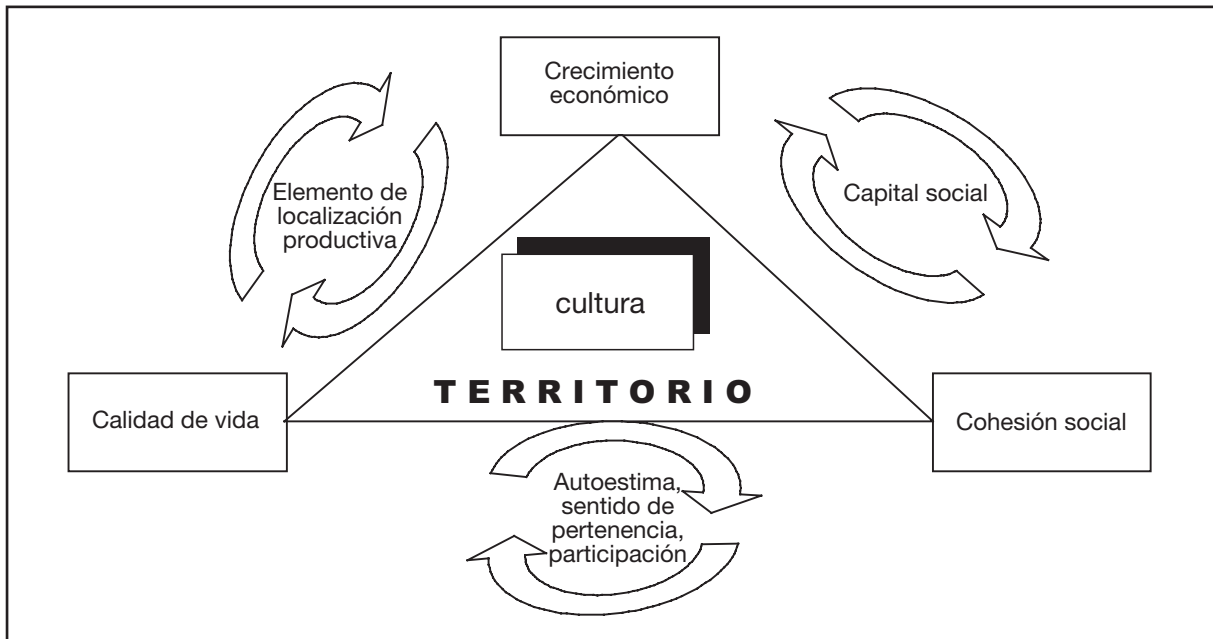 Crecimiento
económico
Elemento de
localización
productiva
Capital social
cultura
TERRITORIO
Calidad de vida
Cohesión social
Autoestima,
sentido de
pertenencia,
participación